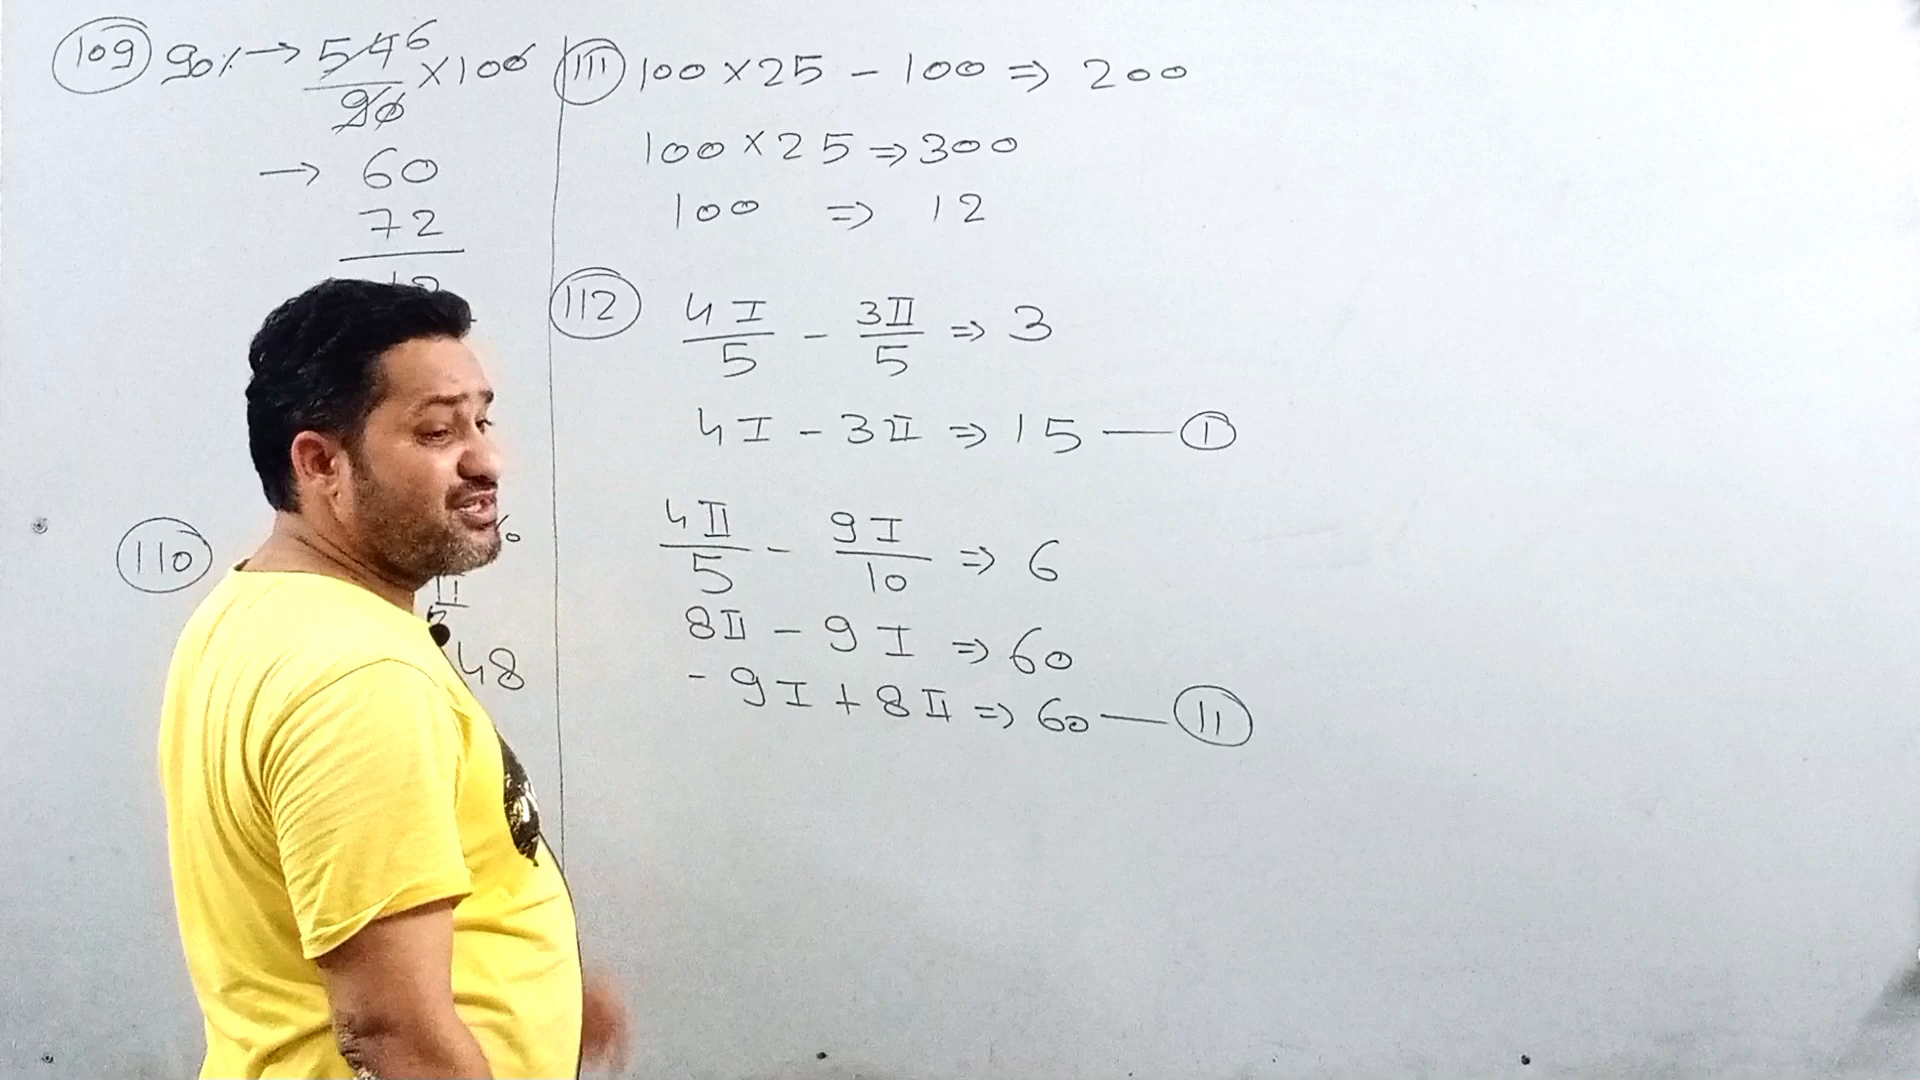 109 90% → 546/90 × 100
→ 60
72
12
110
48
111 100 × 25 - 100 ⇒ 200
100 × 25 ⇒ 300
100 ⇒ 12
112 4I/5 - 3II/5 ⇒ 3
4I - 3II ⇒ 15 — I
4II/5 - 9I/10 ⇒ 6
8II - 9I ⇒ 60
- 9I + 8II ⇒ 60 — II